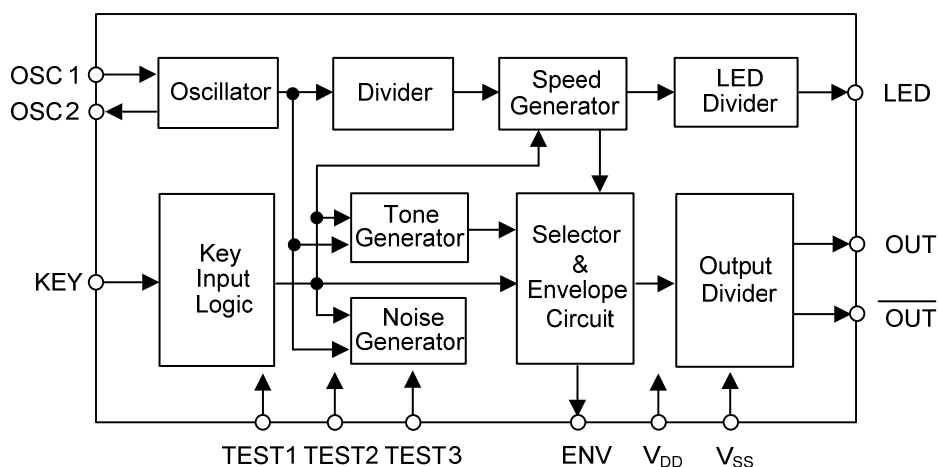 OSC 1
OSC 2
Oscillator
Divider
Speed
Generator
LED
Divider
LED
KEY
Key
Input
Logic
Tone
Generator
Noise
Generator
Selector
&
Envelope
Circuit
Output
Divider
OUT
OUT
TEST1 TEST2 TEST3 ENV VDD VSS